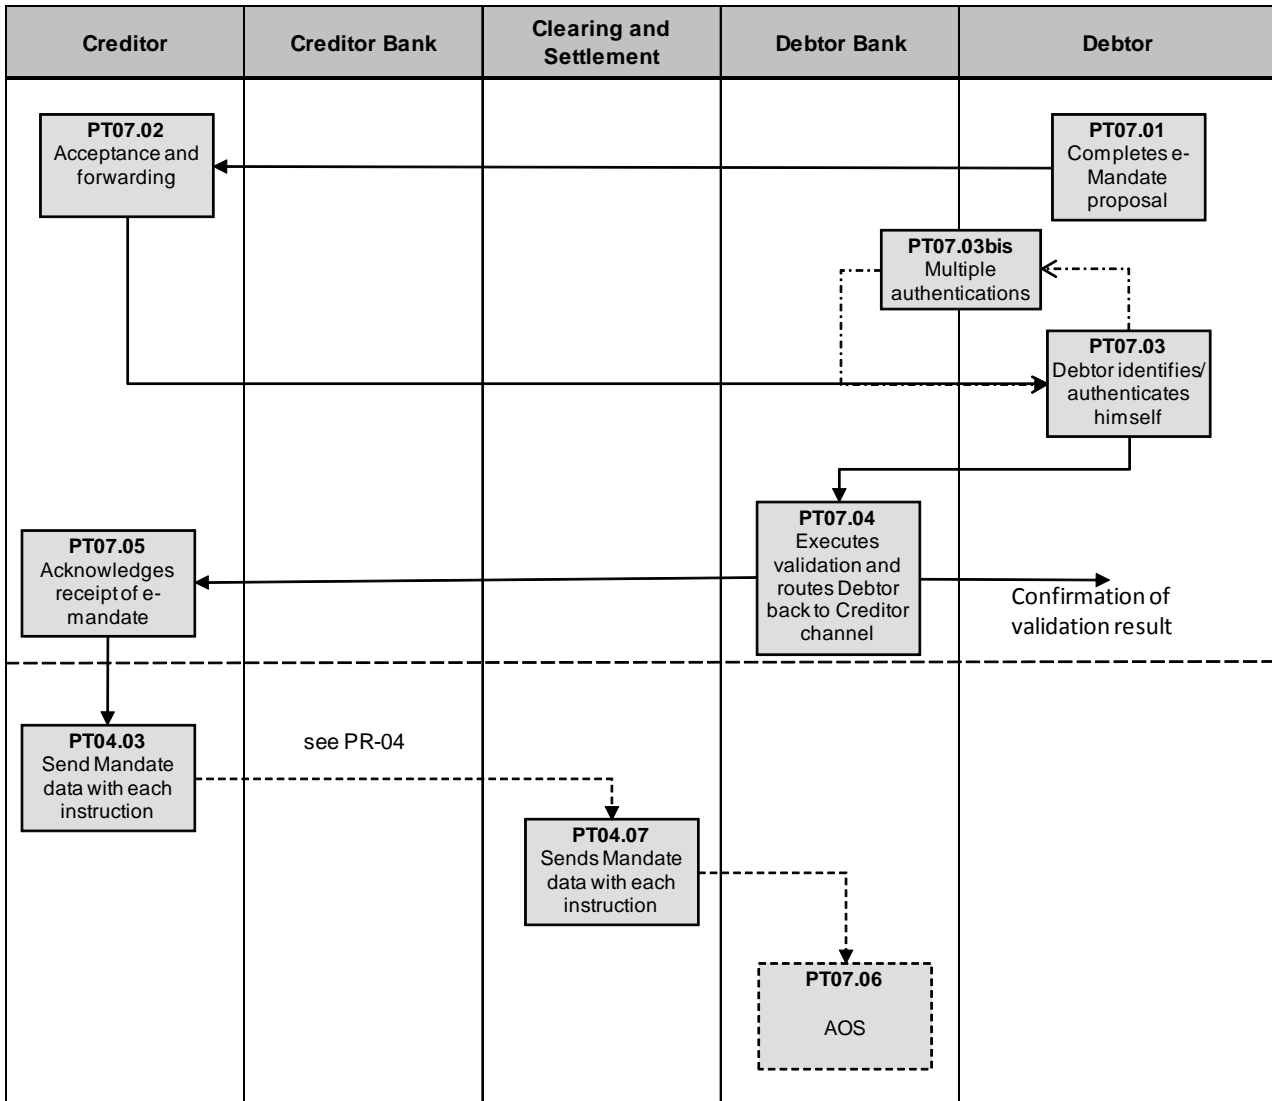 Creditor
Creditor Bank
Clearing and
Settlement
Debtor Bank
Debtor
PT07.02
Acceptance and
forwarding
PT07.01
Completes e-
Mandate
proposal
PT07.03bis
Multiple
authentications
PT07.03
Debtor identifies/
authenticates
himself
PT07.04
Executes
validation and
routes Debtor
back to Creditor
channel
PT07.05
Acknowledges
receipt of e-
mandate
Confirmation of
validation result
PT04.03
Send Mandate
data with each
instruction
see PR-04
PT04.07
Sends Mandate
data with each
instruction
PT07.06
AOS